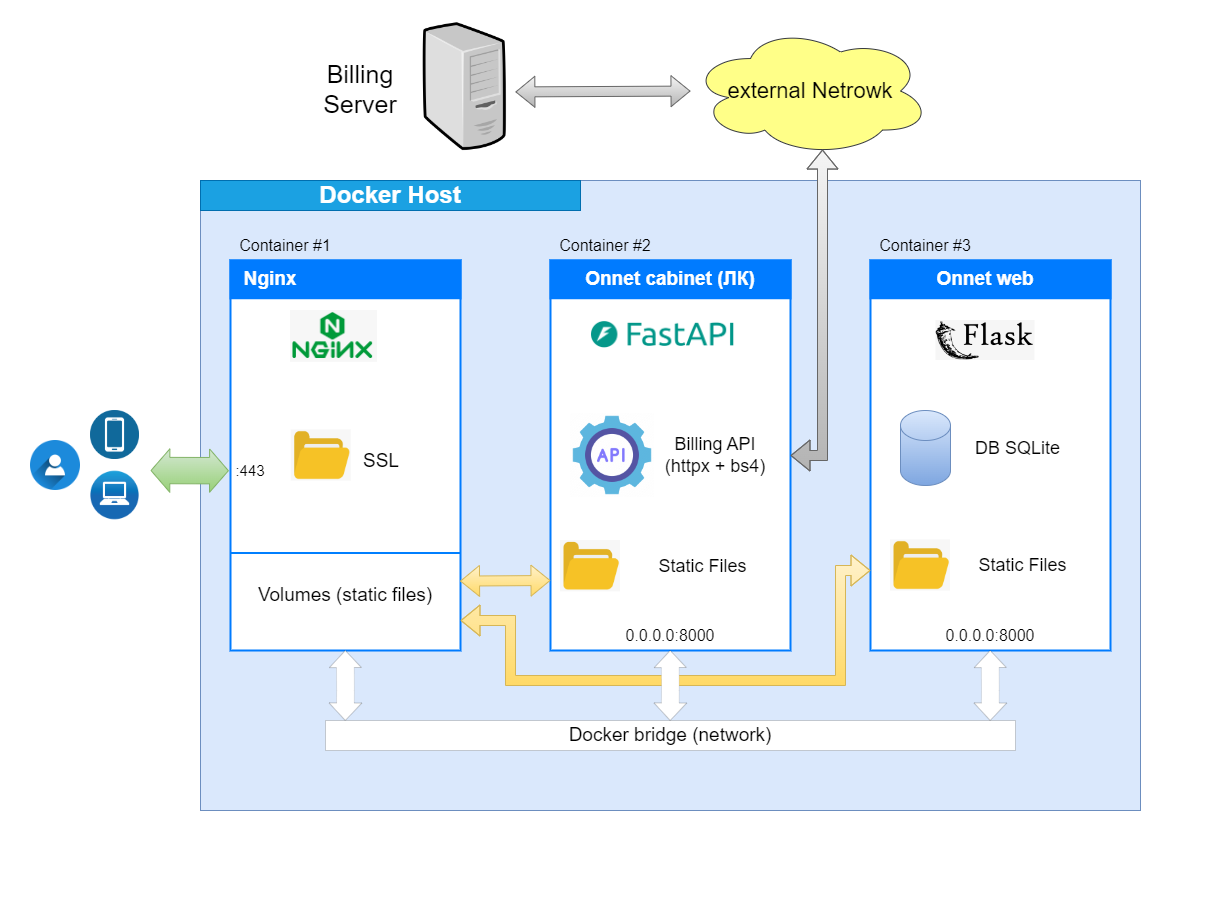 Billing
Server
external Netrowk
Docker Host
Container #1
Container #2
Container #3
Nginx
Onnet cabinet (ЛК)
Onnet web
NGINX
FastAPI
Flask
:443
SSL
API
Billing API
(httpx + bs4)
DB SQLite
Volumes (static files)
Static Files
Static Files
0.0.0.0:8000
0.0.0.0:8000
Docker bridge (network)